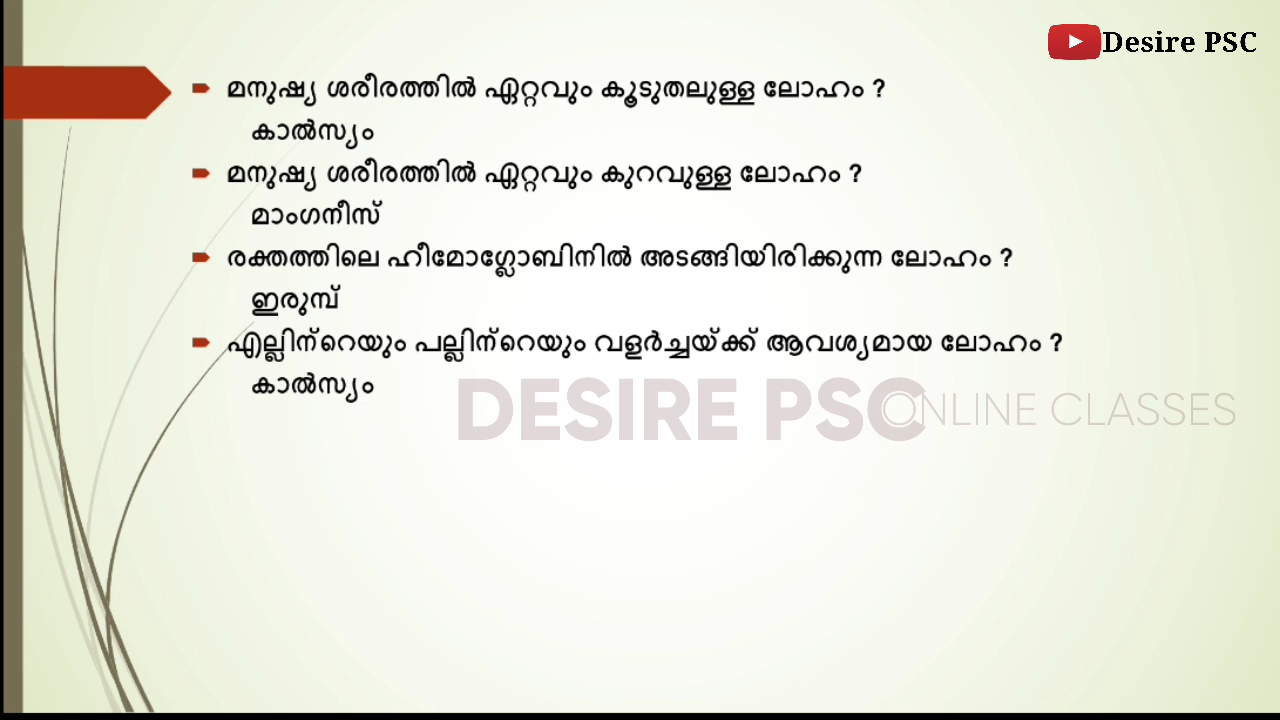 Desire PSC
മനുഷ്യ ശരീരത്തിൽ ഏറ്റവും കൂടുതലുള്ള ലോഹം ?
കാൽസ്യം
മനുഷ്യ ശരീരത്തിൽ ഏറ്റവും കുറവുള്ള ലോഹം ?
മാംഗനീസ്
രക്തത്തിലെ ഹീമോഗ്ലോബിനിൽ അടങ്ങിയിരിക്കുന്ന ലോഹം ?
ഇരുമ്പ്
എല്ലിന്റെയും പല്ലിന്റെയും വളർച്ചയ്ക്ക് ആവശ്യമായ ലോഹം ?
കാൽസ്യം
DESIRE PSC ONLINE CLASSES